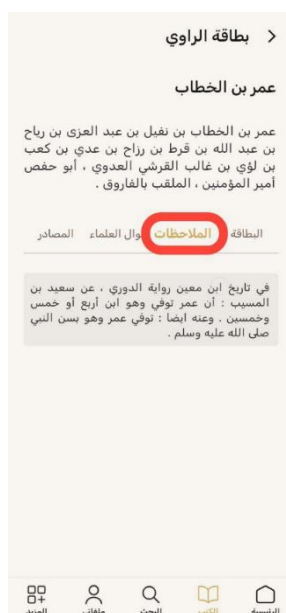 بطاقة الراوي
عمر بن الخطاب
عمر بن الخطاب بن نفيل بن عبد العزى بن رياح
بن عبد الله بن قرط بن رزاح بن عدي بن كعب
بن لؤي بن غالب القرشي العدوي ، أبو حفص
أمير المؤمنين ، الملقب بالفاروق .
البطاقة الملاحظات وال العلماء المصادر
في تاريخ ابن معين رواية الدوري ، عن سعيد بن
المسيب : أن عمر توفي وهو ابن أربع أو خمس
وخمسين . وعنه ايضا : توفي عمر وهو بسن النبي
صلى الله عليه وسلم .
الرئيسية الكتب البحث ملفاتي المزيد